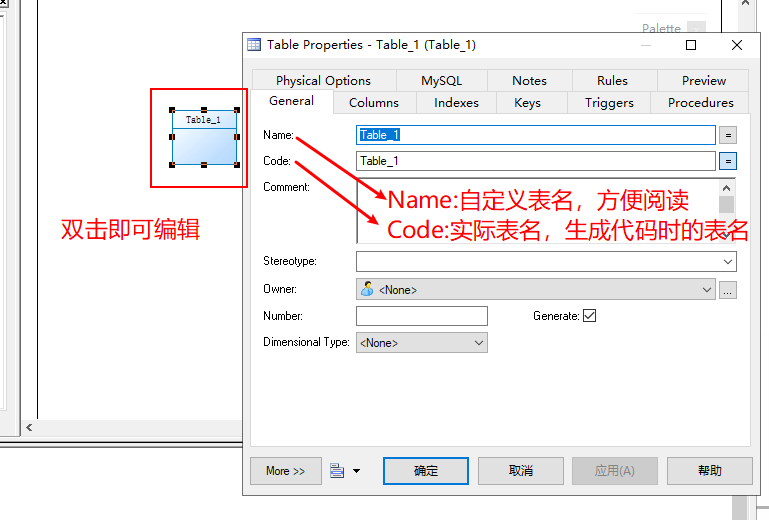 Palette
Table Properties - Table_1 (Table_1)
Physical Options MySQL Notes Rules Preview
General Columns Indexes Keys Triggers Procedures
Table_1
Name: Table_1 =
Code: Table_1 =
Comment:
Name:自定义表名，方便阅读
Code:实际表名，生成代码时的表名
双击即可编辑
Stereotype:
Owner: <None> ...
Number: Generate:
Dimensional Type: <None>
More >> 确定 取消 应用(A) 帮助